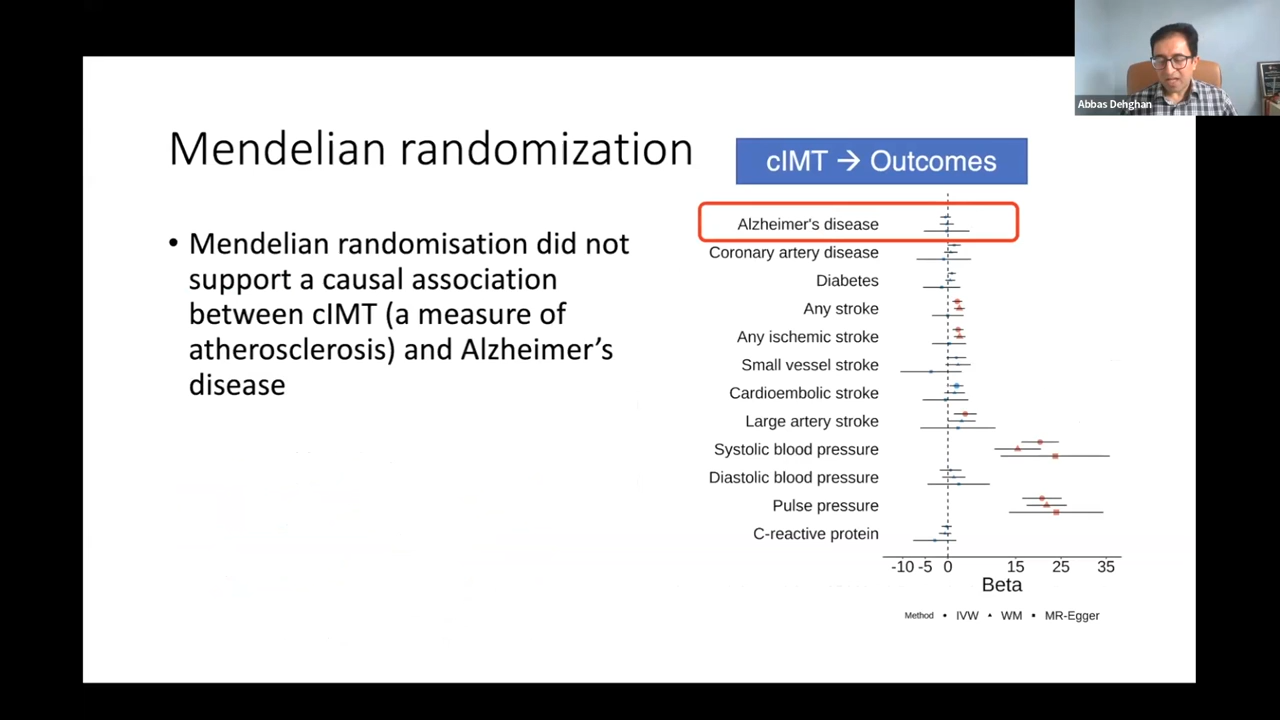 Abbas Dehghan
Mendelian randomization
• Mendelian randomisation did not
support a causal association
between cIMT (a measure of
atherosclerosis) and Alzheimer’s
disease
cIMT → Outcomes
Alzheimer's disease
Coronary artery disease
Diabetes
Any stroke
Any ischemic stroke
Small vessel stroke
Cardioembolic stroke
Large artery stroke
Systolic blood pressure
Diastolic blood pressure
Pulse pressure
C-reactive protein
-10 -5 0 15 25 35
Beta
Method IVW WM MR-Egger